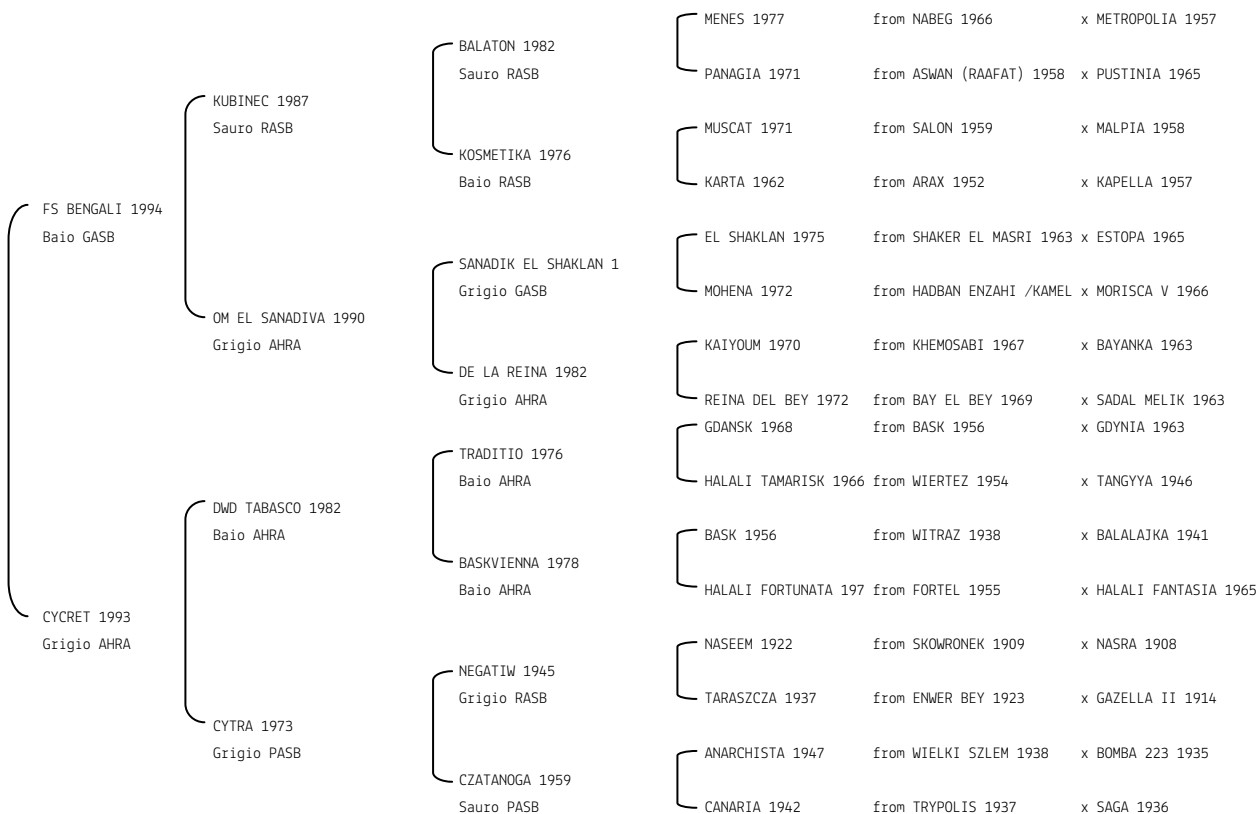 MENES 1977 from NABEG 1966 x METROPOLIA 1957
BALATON 1982
Sauro RASB
PANAGIA 1971 from ASWAN (RAAFAT) 1958 x PUSTINIA 1965
KUBINEC 1987
Sauro RASB
MUSCAT 1971 from SALON 1959 x MALPIA 1958
KOSMETIKA 1976
Baio RASB
KARTA 1962 from ARAX 1952 x KAPELLA 1957
FS BENGALI 1994
Baio GASB
EL SHAKLAN 1975 from SHAKER EL MASRI 1963 x ESTOPA 1965
SANADIK EL SHAKLAN 1
Grigio GASB
MOHENA 1972 from HADBAN ENZAHI /KAMEL x MORISCA V 1966
OM EL SANADIVA 1990
Grigio AHRA
KAIYOUM 1970 from KHEMOSABI 1967 x BAYANKA 1963
DE LA REINA 1982
Grigio AHRA
REINA DEL BEY 1972 from BAY EL BEY 1969 x SADAL MELIK 1963
GDANSK 1968 from BASK 1956 x GDYNIA 1963
TRADITIO 1976
Baio AHRA
HALALI TAMARISK 1966 from WIERTEZ 1954 x TANGYYA 1946
DWD TABASCO 1982
Baio AHRA
BASK 1956 from WITRAZ 1938 x BALALAJKA 1941
BASKVIENNA 1978
Baio AHRA
HALALI FORTUNATA 197 from FORTEL 1955 x HALALI FANTASIA 1965
CYCRET 1993
Grigio AHRA
NASEEM 1922 from SKOWRONEK 1909 x NASRA 1908
NEGATIW 1945
Grigio RASB
TARASZCZA 1937 from ENWER BEY 1923 x GAZELLA II 1914
CYTRA 1973
Grigio PASB
ANARCHISTA 1947 from WIELKI SZLEM 1938 x BOMBA 223 1935
CZATANOGA 1959
Sauro PASB
CANARIA 1942 from TRYPOLIS 1937 x SAGA 1936